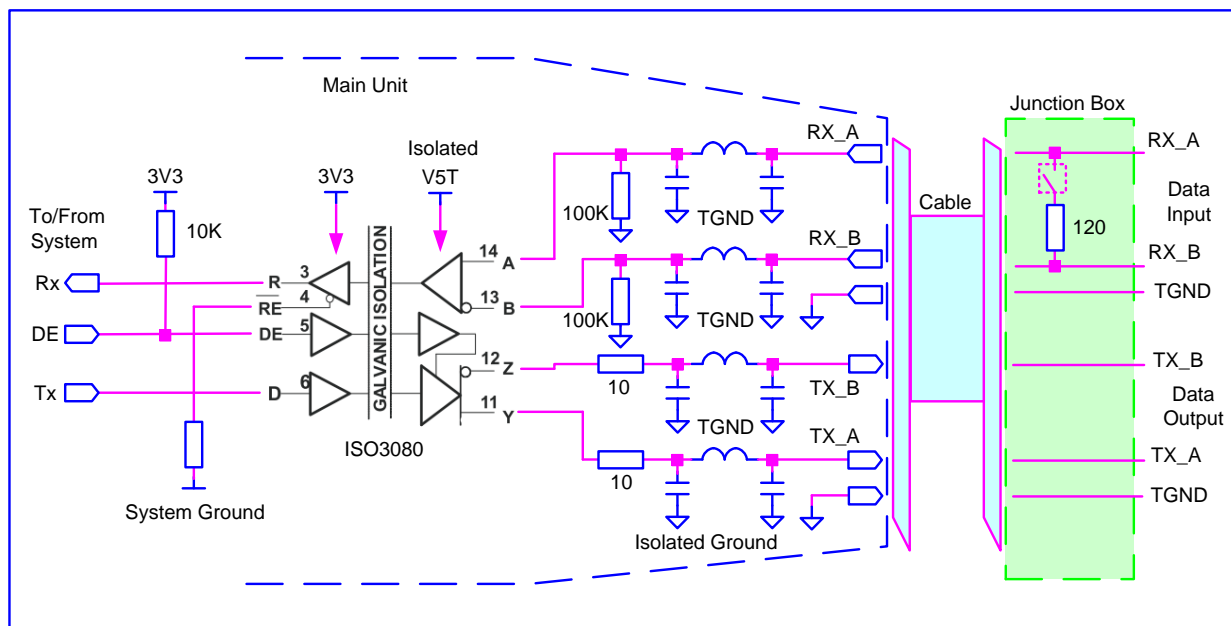 Main Unit
Junction Box
RX_A
RX_A
Isolated
V5T
3V3
3V3
To/From
System
10K
100K
TGND
Cable
Data
Input
120
14
A
RX_B
RX_B
Rx
R
3
GALVANIC ISOLATION
4
RE
13
B
TGND
100K
TGND
DE
DE
5
12
Z
10
TX_B
TX_B
Tx
D
6
11
Y
TGND
Data
Output
ISO3080
TX_A
TX_A
10
TGND
System Ground
Isolated Ground